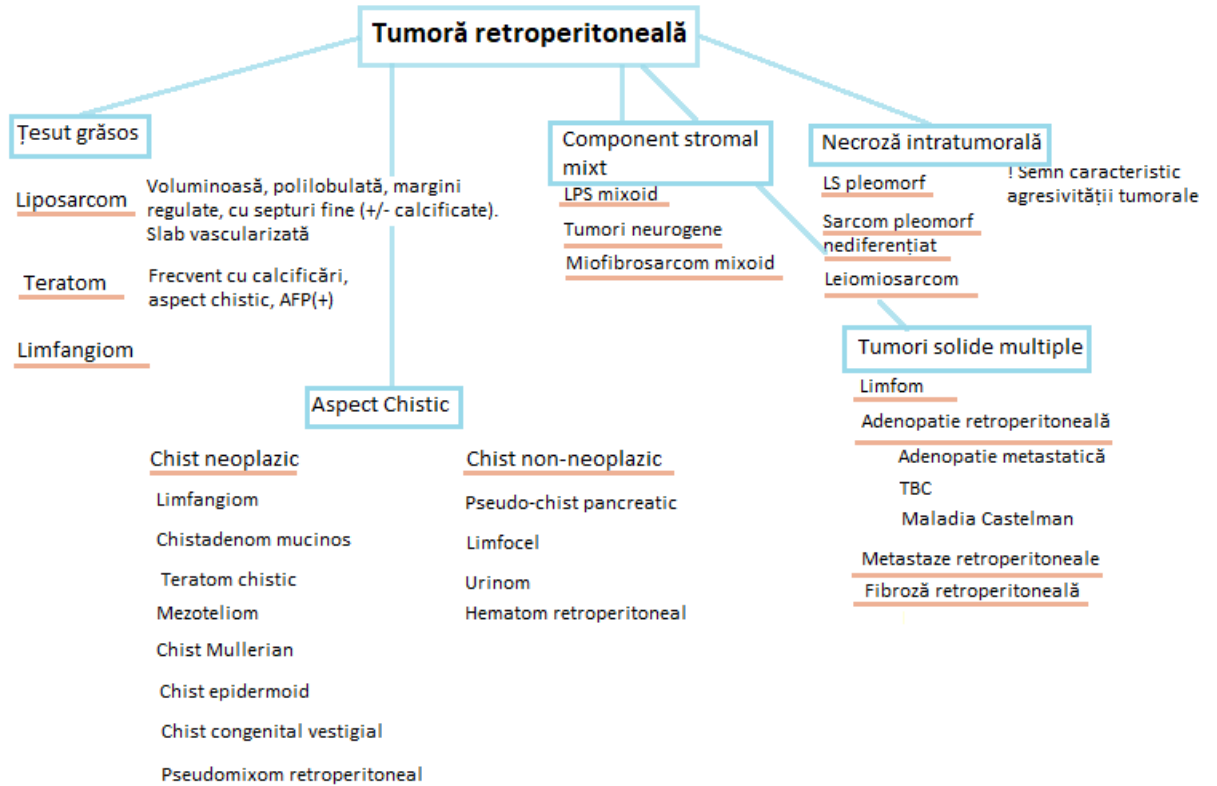 Tumoră retroperitoneală
Țesut grăsos
Liposarcom
Voluminoasă, polilobulată, margini
regulate, cu septuri fine (+/- calcificate).
Slab vascularizată
Teratom
Frecvent cu calcificări,
aspect chistic, AFP(+)
Limfangiom
Aspect Chistic
Chist neoplazic
Limfangiom
Chistadenom mucinos
Teratom chistic
Mezoteliom
Chist Mullerian
Chist epidermoid
Chist congenital vestigial
Pseudomixom retroperitoneal
Chist non-neoplazic
Pseudo-chist pancreatic
Limfocel
Urinom
Hematom retroperitoneal
Component stromal
mixt
LPS mixoid
Tumori neurogene
Miofibrosarcom mixoid
Necroză intratumorală
! Semn caracteristic
agresivității tumorale
LS pleomorf
Sarcom pleomorf
nediferențiat
Leiomiosarcom
Tumori solide multiple
Limfom
Adenopatie retroperitoneală
Adenopatie metastatică
TBC
Maladia Castelman
Metastaze retroperitoneale
Fibroză retroperitoneală